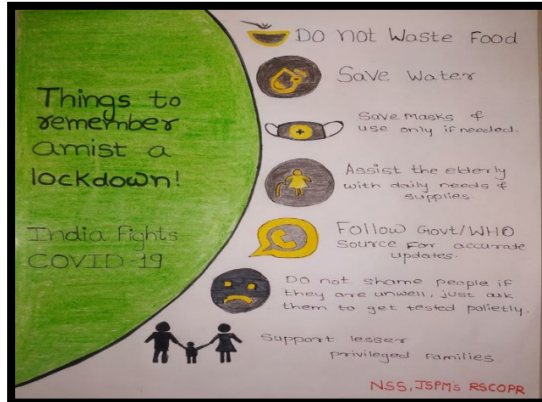 Things to
remember
amist a
lockdown!
India Fights
COVID 19
Do not Waste Food
Save Water
Save Masks &
use only if needed.
Assist the elderly
with daily needs &
supplies
Follow Govt/WHO
Source for accurate
updates.
Do not shame people if
they are unwell, just ask
them to get tested polietly.
Support lesser
privileged families
NSS, JSPM's RSCOPR